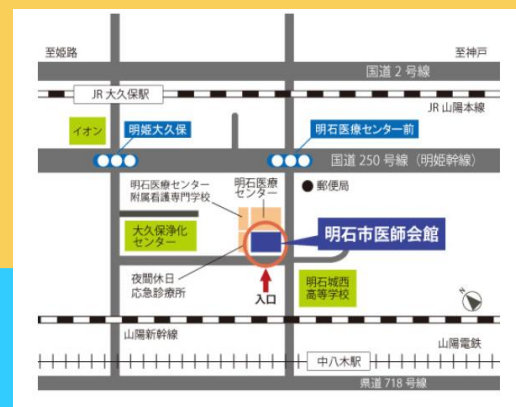 至姫路
至神戸
国道 2 号線
JR 大久保駅
JR 山陽本線
イオン
明姫大久保
明石医療センター前
国道 250 号線（明姫幹線）
明石医療センター
附属看護専門学校
明石医療
センター
郵便局
大久保浄化
センター
明石市医師会館
夜間休日
応急診療所
入口
明石城西
高等学校
N
山陽新幹線
山陽電鉄
中八木駅
県道 718 号線